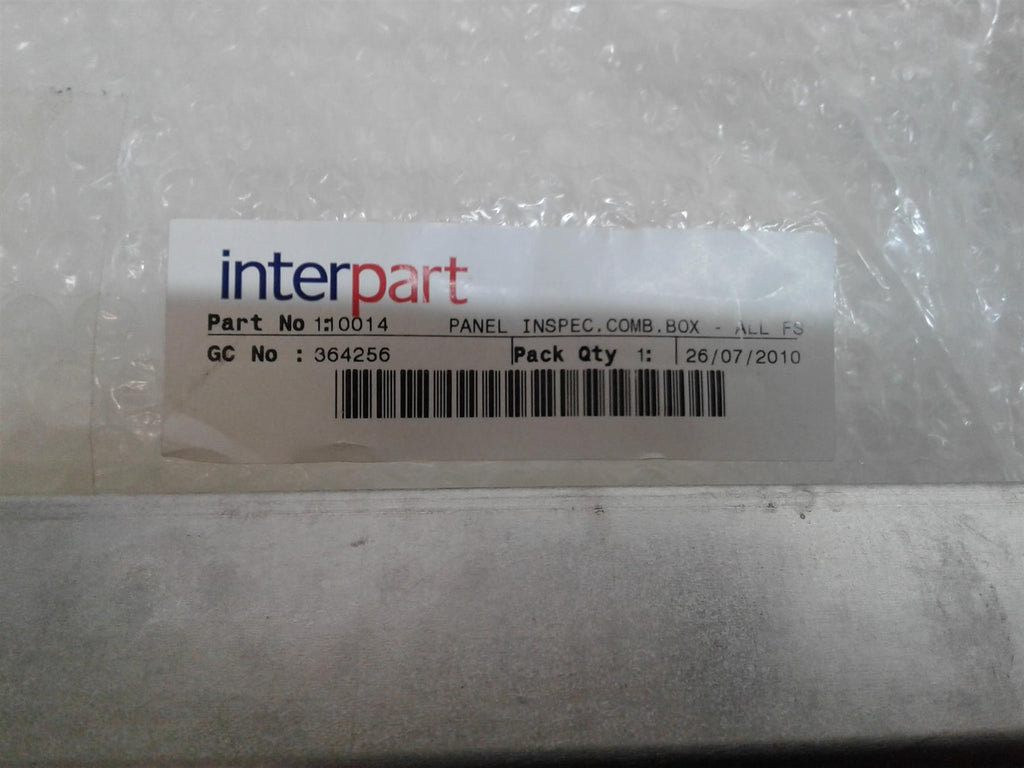 interpart
Part No : 110014 PANEL INSPEC.COMB.BOX - ALL FS
GC No : 364256 Pack Qty : 1 26/07/2010